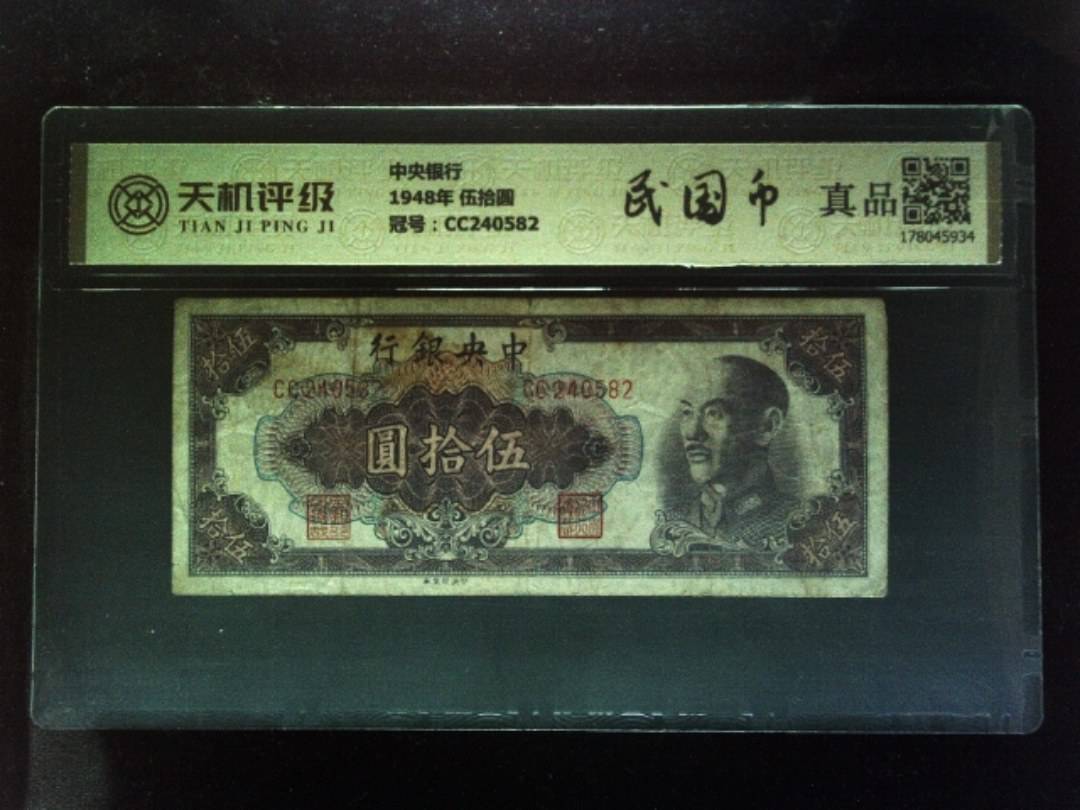 天机评级
TIAN JI PING JI
中央银行
1948年 伍拾圆
冠号：CC240582
民国币
真品
178045934
伍拾
行銀央中
拾伍
CC240582
CC240582
圓拾伍
拾伍
拾伍